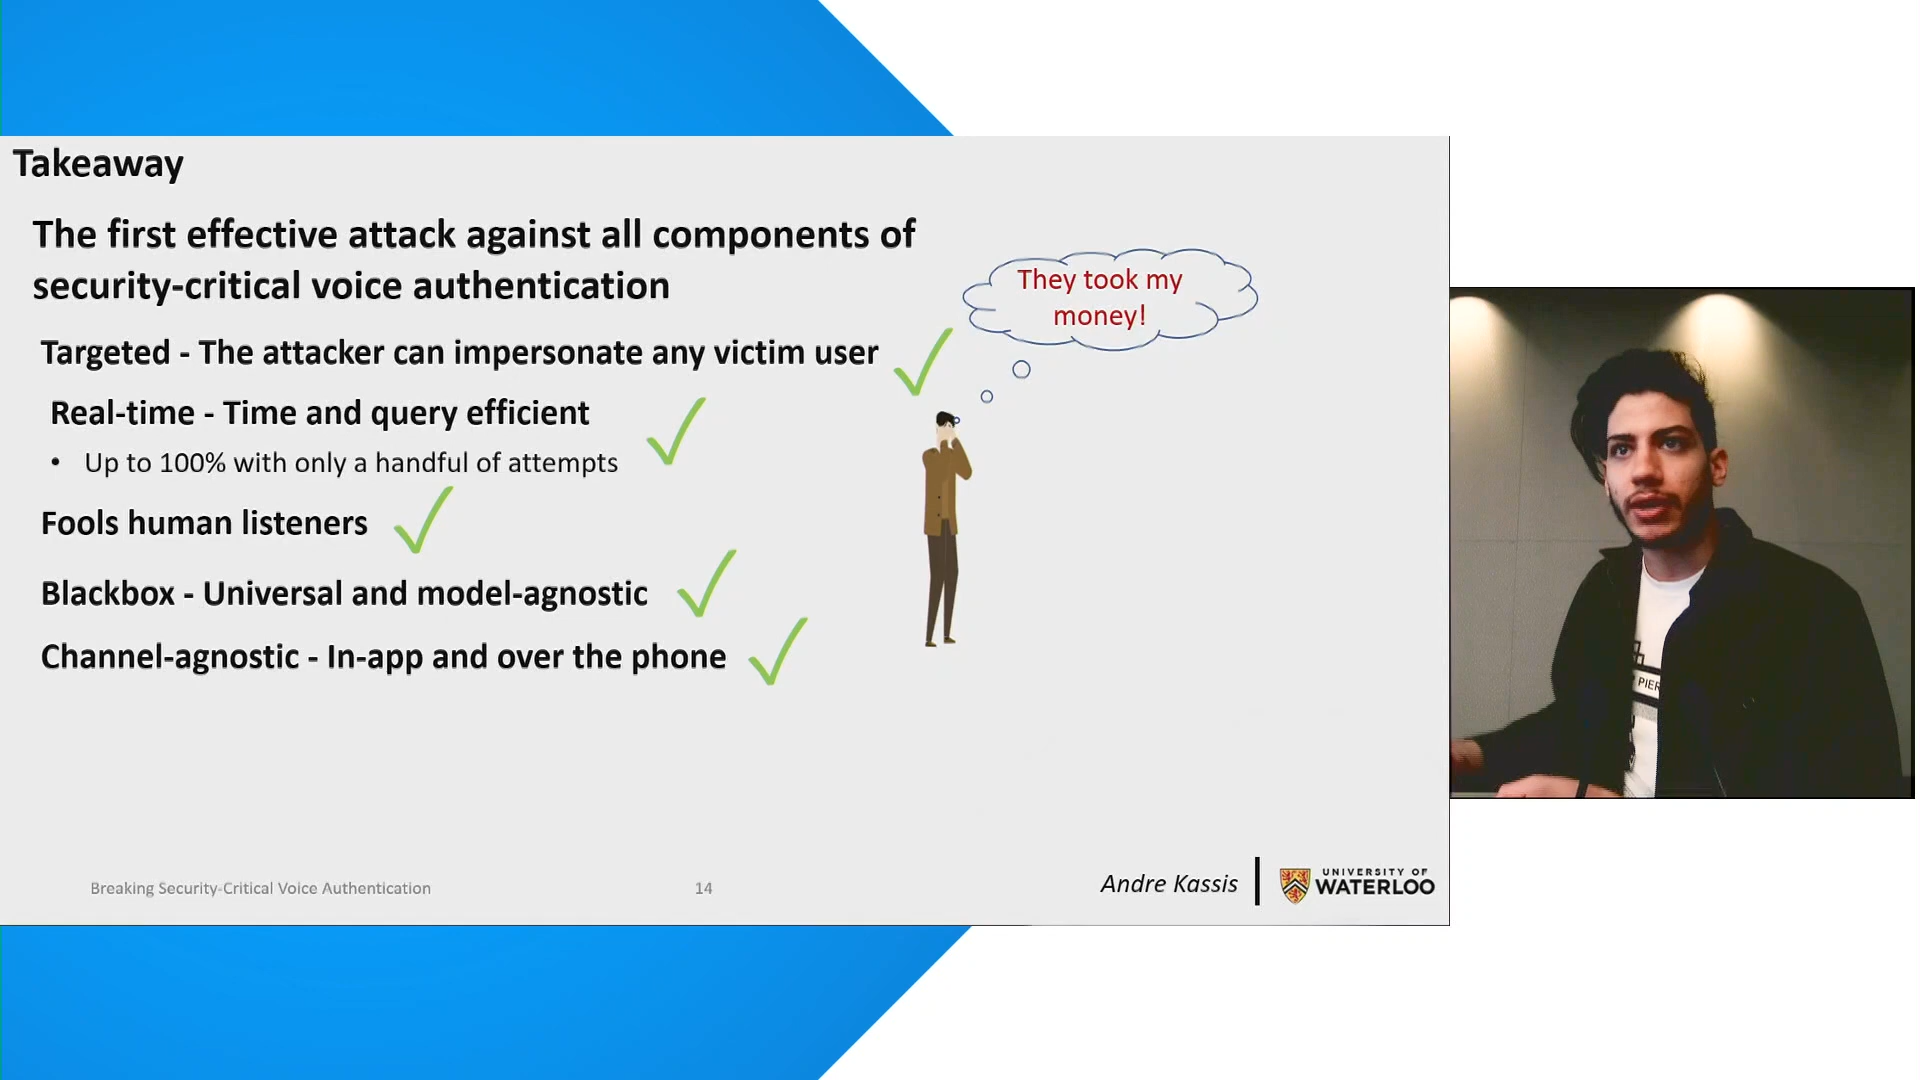 Takeaway
The first effective attack against all components of
security-critical voice authentication
They took my
money!
Targeted - The attacker can impersonate any victim user
Real-time - Time and query efficient
• Up to 100% with only a handful of attempts
Fools human listeners
Blackbox - Universal and model-agnostic
Channel-agnostic - In-app and over the phone
PIER
Breaking Security-Critical Voice Authentication
14
Andre Kassis
UNIVERSITY OF
WATERLOO